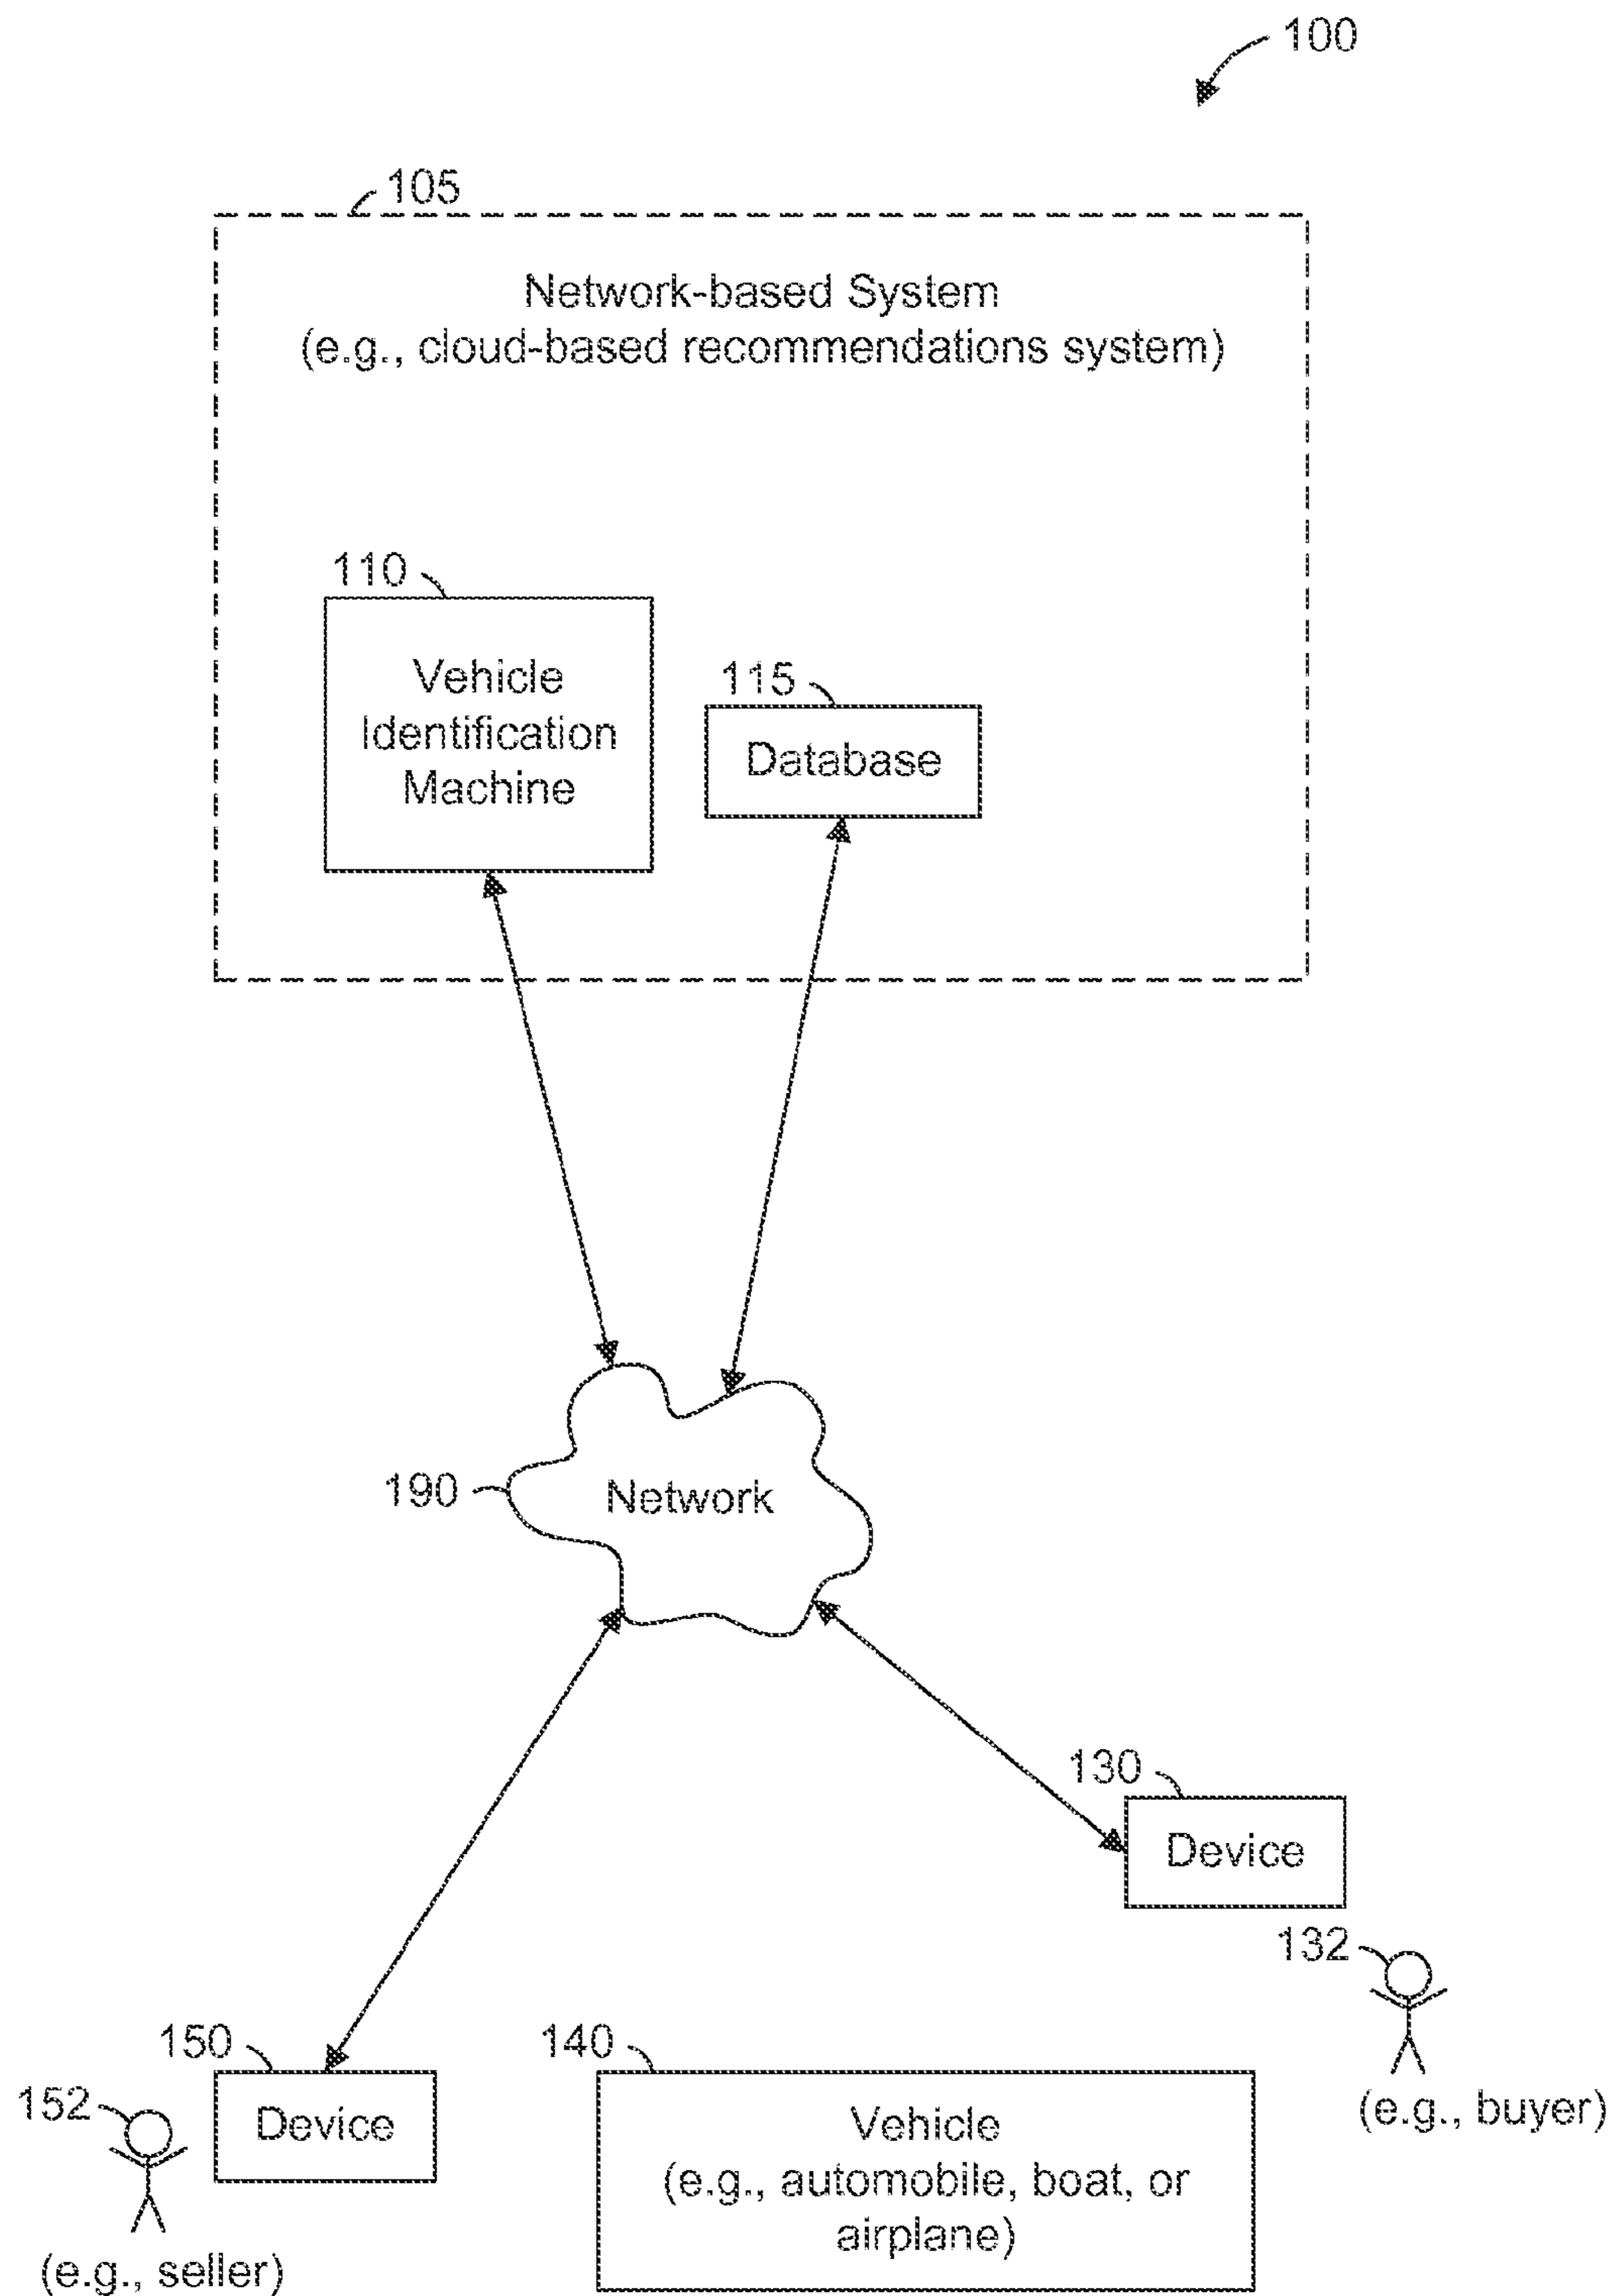 100
105
Network-based System
(e.g., cloud-based recommendations system)
110
Vehicle
Identification
Machine
115
Database
190
Network
130
Device
132
(e.g., buyer)
150
Device
152
(e.g., seller)
140
Vehicle
(e.g., automobile, boat, or
airplane)